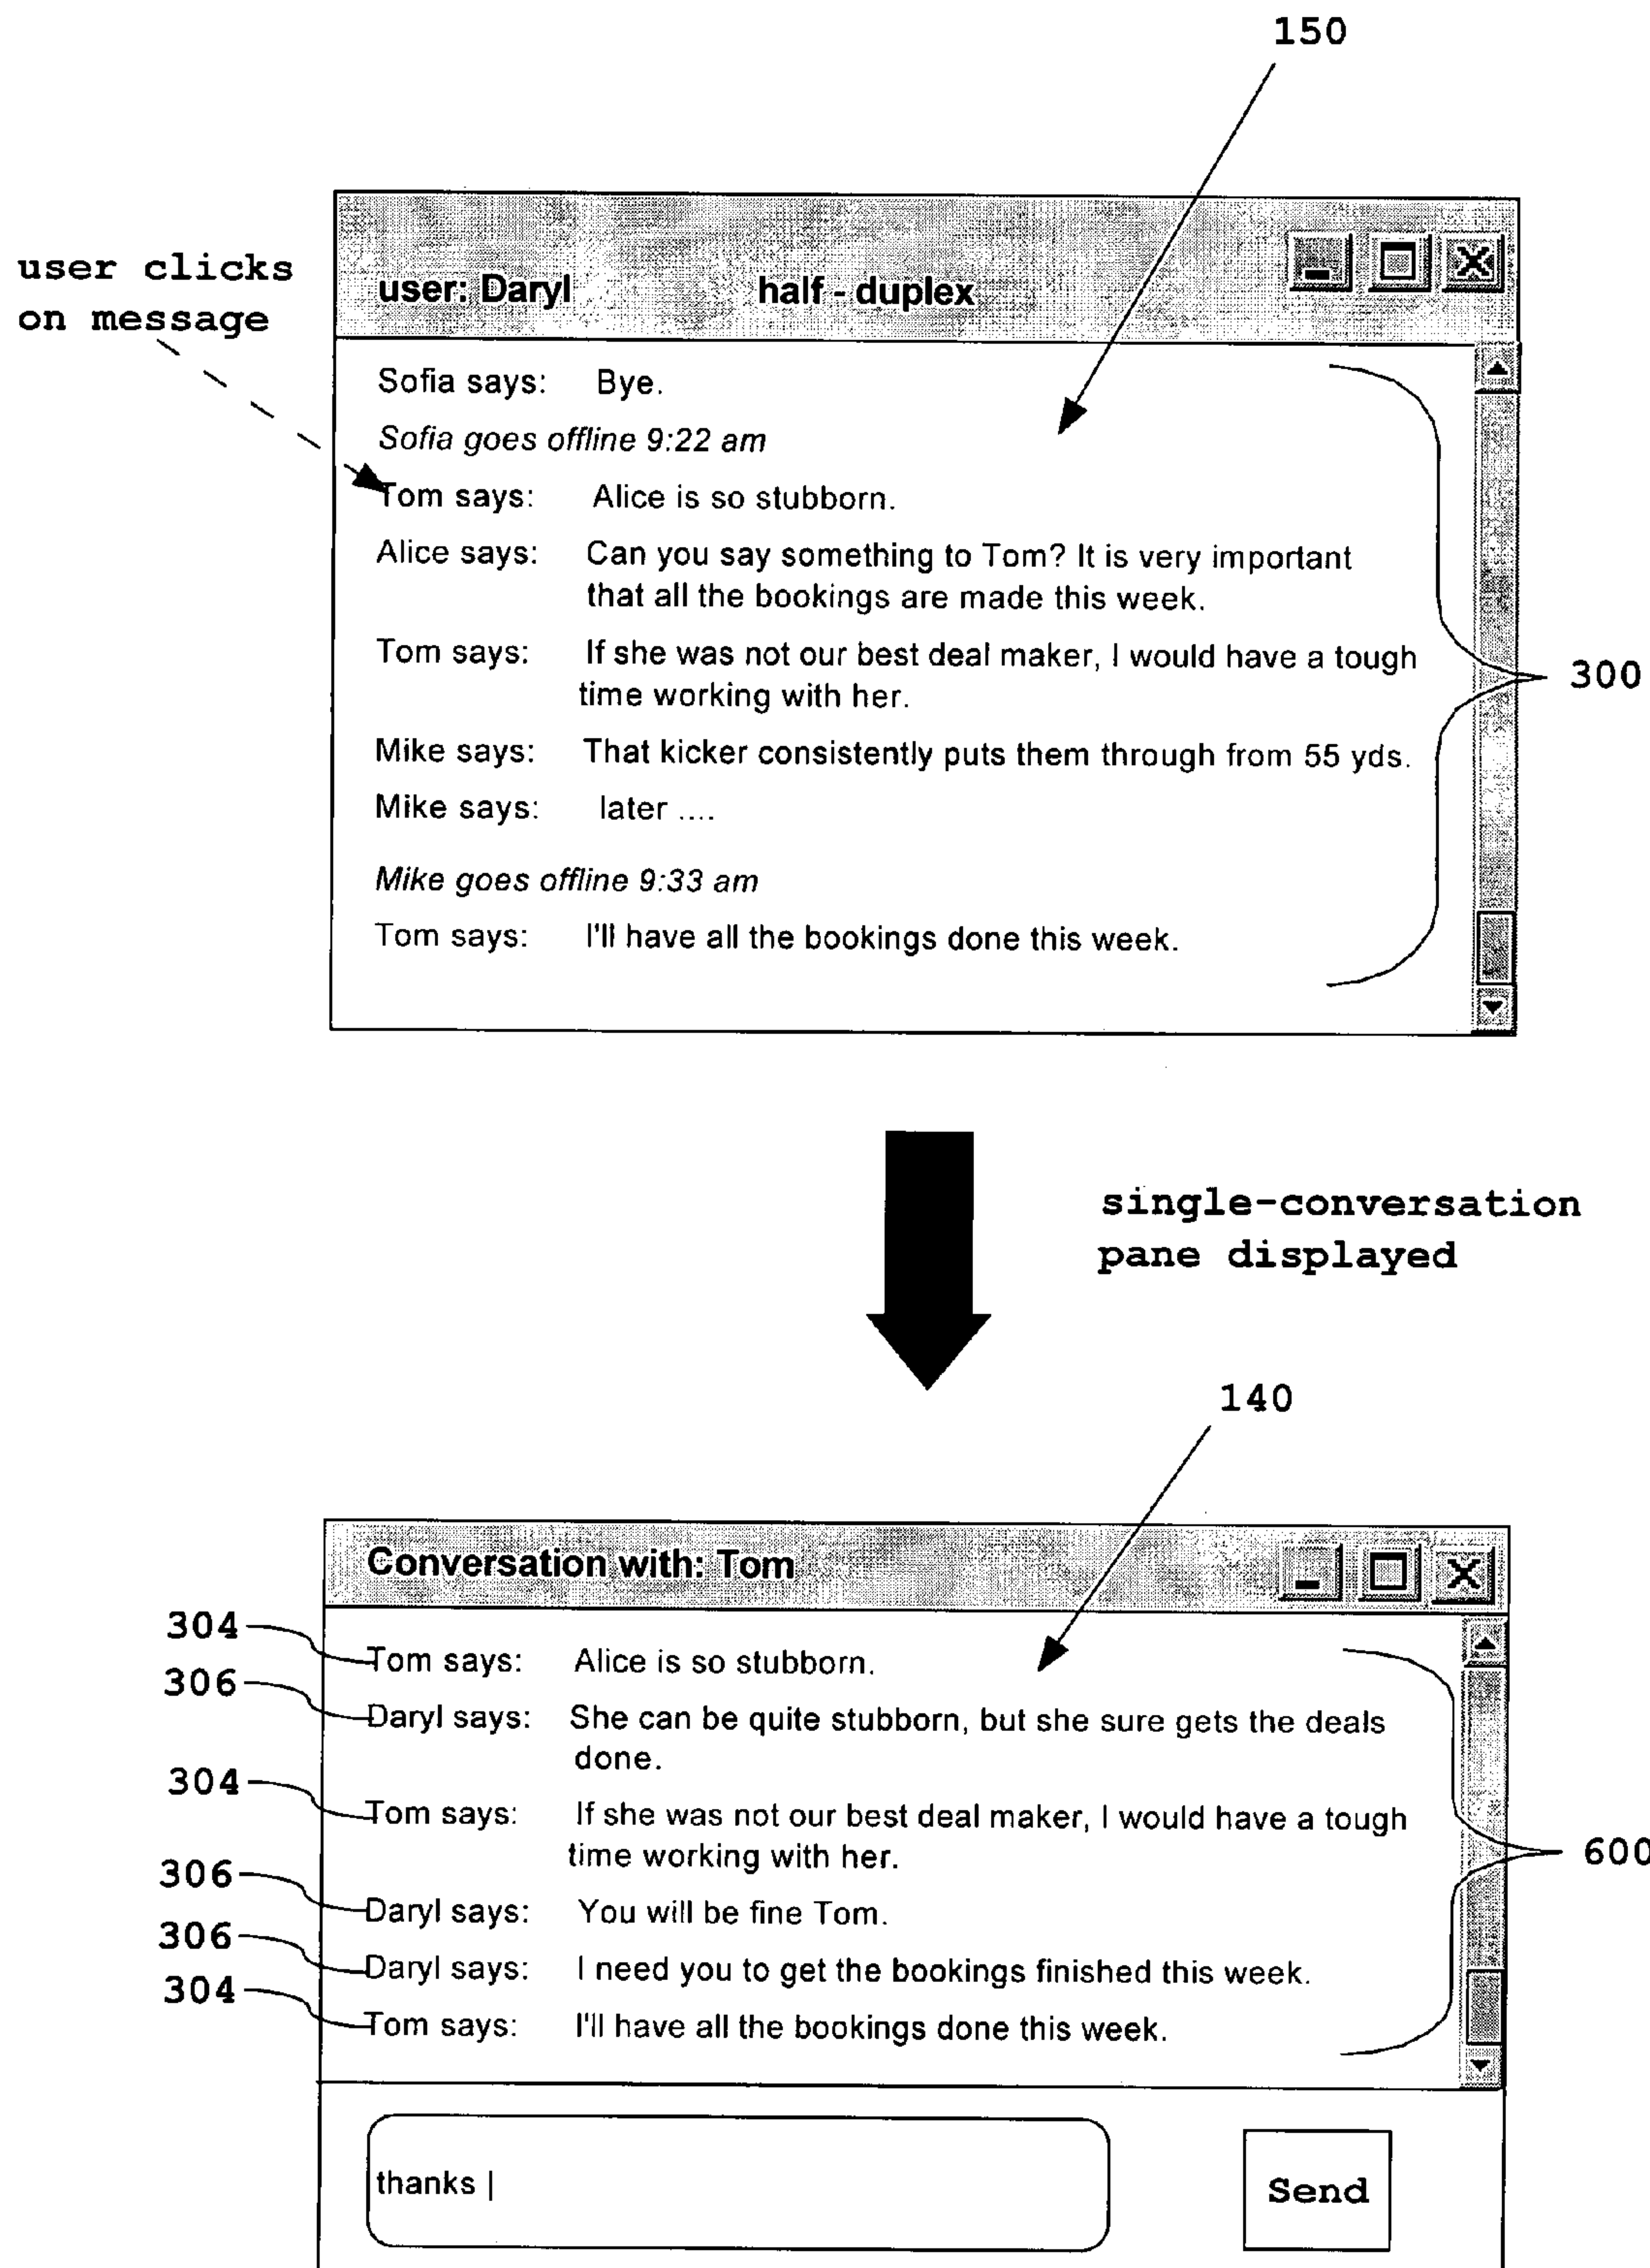 150
user clicks
on message
user: Daryl half - duplex
Sofia says: Bye.
Sofia goes offline 9:22 am
Tom says: Alice is so stubborn.
Alice says: Can you say something to Tom? It is very important
that all the bookings are made this week.
Tom says: If she was not our best deal maker, I would have a tough
time working with her.
300
Mike says: That kicker consistently puts them through from 55 yds.
Mike says: later ....
Mike goes offline 9:33 am
Tom says: I'll have all the bookings done this week.
single-conversation
pane displayed
140
Conversation with: Tom
304
Tom says: Alice is so stubborn.
306
Daryl says: She can be quite stubborn, but she sure gets the deals
done.
304
Tom says: If she was not our best deal maker, I would have a tough
time working with her.
600
306
Daryl says: You will be fine Tom.
306
Daryl says: I need you to get the bookings finished this week.
304
Tom says: I'll have all the bookings done this week.
thanks |
Send